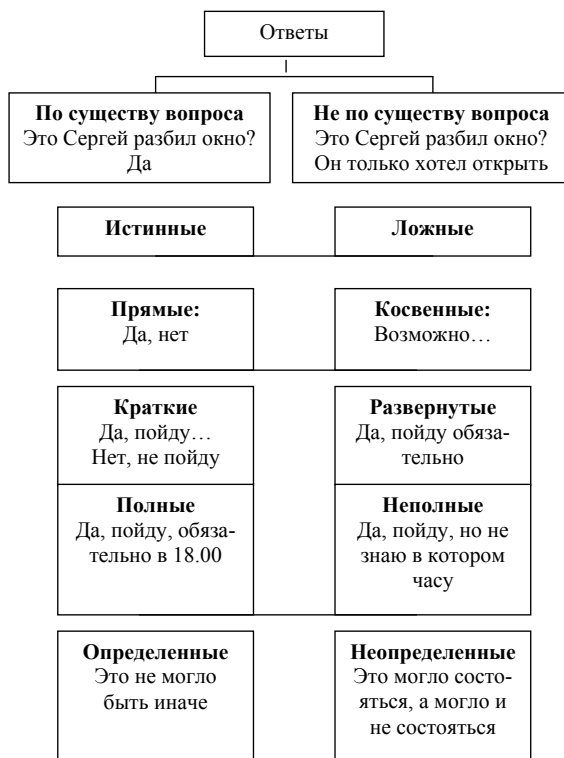 Ответы
По существу вопроса
Это Сергей разбил окно?
Да
Не по существу вопроса
Это Сергей разбил окно?
Он только хотел открыть
Истинные
Ложные
Прямые:
Да, нет
Косвенные:
Возможно…
Краткие
Да, пойду…
Нет, не пойду
Развернутые
Да, пойду обяза-
тельно
Полные
Да, пойду, обяза-
тельно в 18.00
Неполные
Да, пойду, но не
знаю в котором
часу
Определенные
Это не могло
быть иначе
Неопределенные
Это могло состо-
яться, а могло и
не состояться